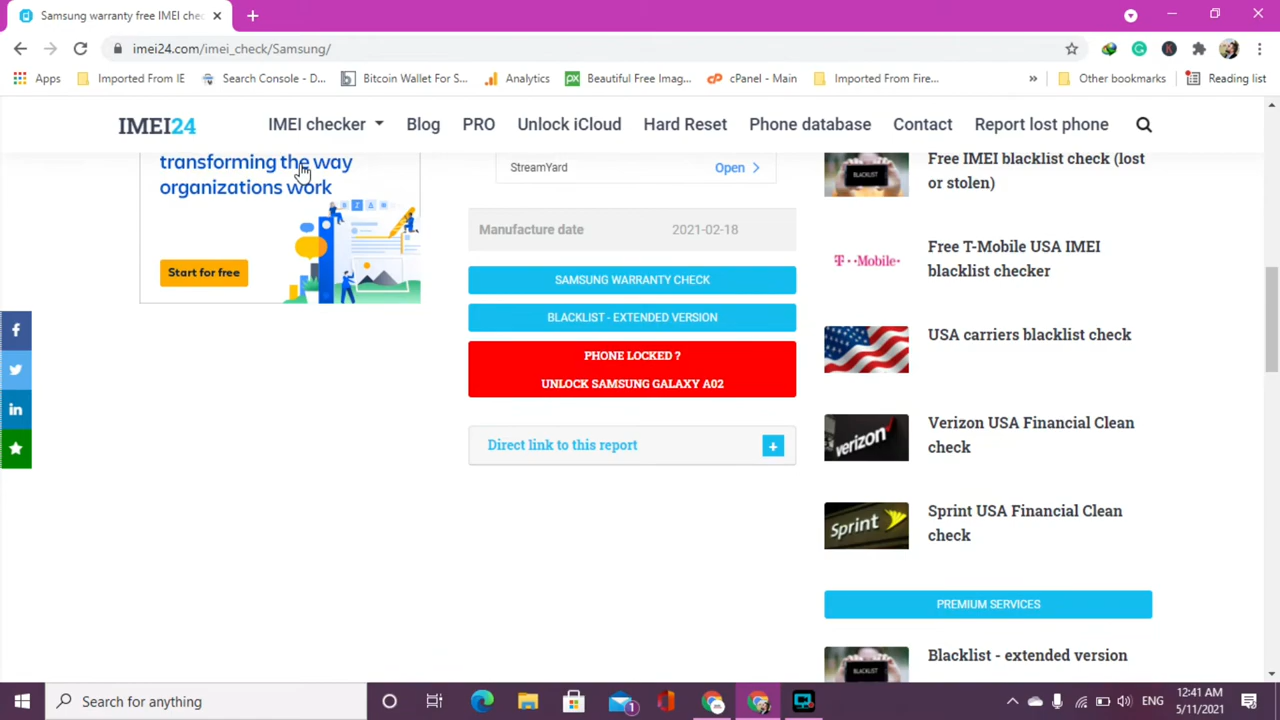 Samsung warranty free IMEI chec
imei24.com/imei_check/Samsung/
Apps
Imported From IE
Search Console - D...
Bitcoin Wallet For S...
Analytics
Beautiful Free Imag...
cPanel - Main
Imported From Fire...
»
Other bookmarks
Reading list
IMEI24
IMEI checker
Blog
PRO
Unlock iCloud
Hard Reset
Phone database
Contact
Report lost phone
transforming the way
organizations work
Start for free
StreamYard
Open
Manufacture date
2021-02-18
SAMSUNG WARRANTY CHECK
BLACKLIST - EXTENDED VERSION
PHONE LOCKED ?
UNLOCK SAMSUNG GALAXY A02
Direct link to this report
+
BLACKLIST
Free IMEI blacklist check (lost
or stolen)
T··Mobile·
Free T-Mobile USA IMEI
blacklist checker
USA carriers blacklist check
verizon
Verizon USA Financial Clean
check
Sprint
Sprint USA Financial Clean
check
PREMIUM SERVICES
BLACKLIST
Blacklist - extended version
Search for anything
1
ENG
12:41 AM
5/11/2021